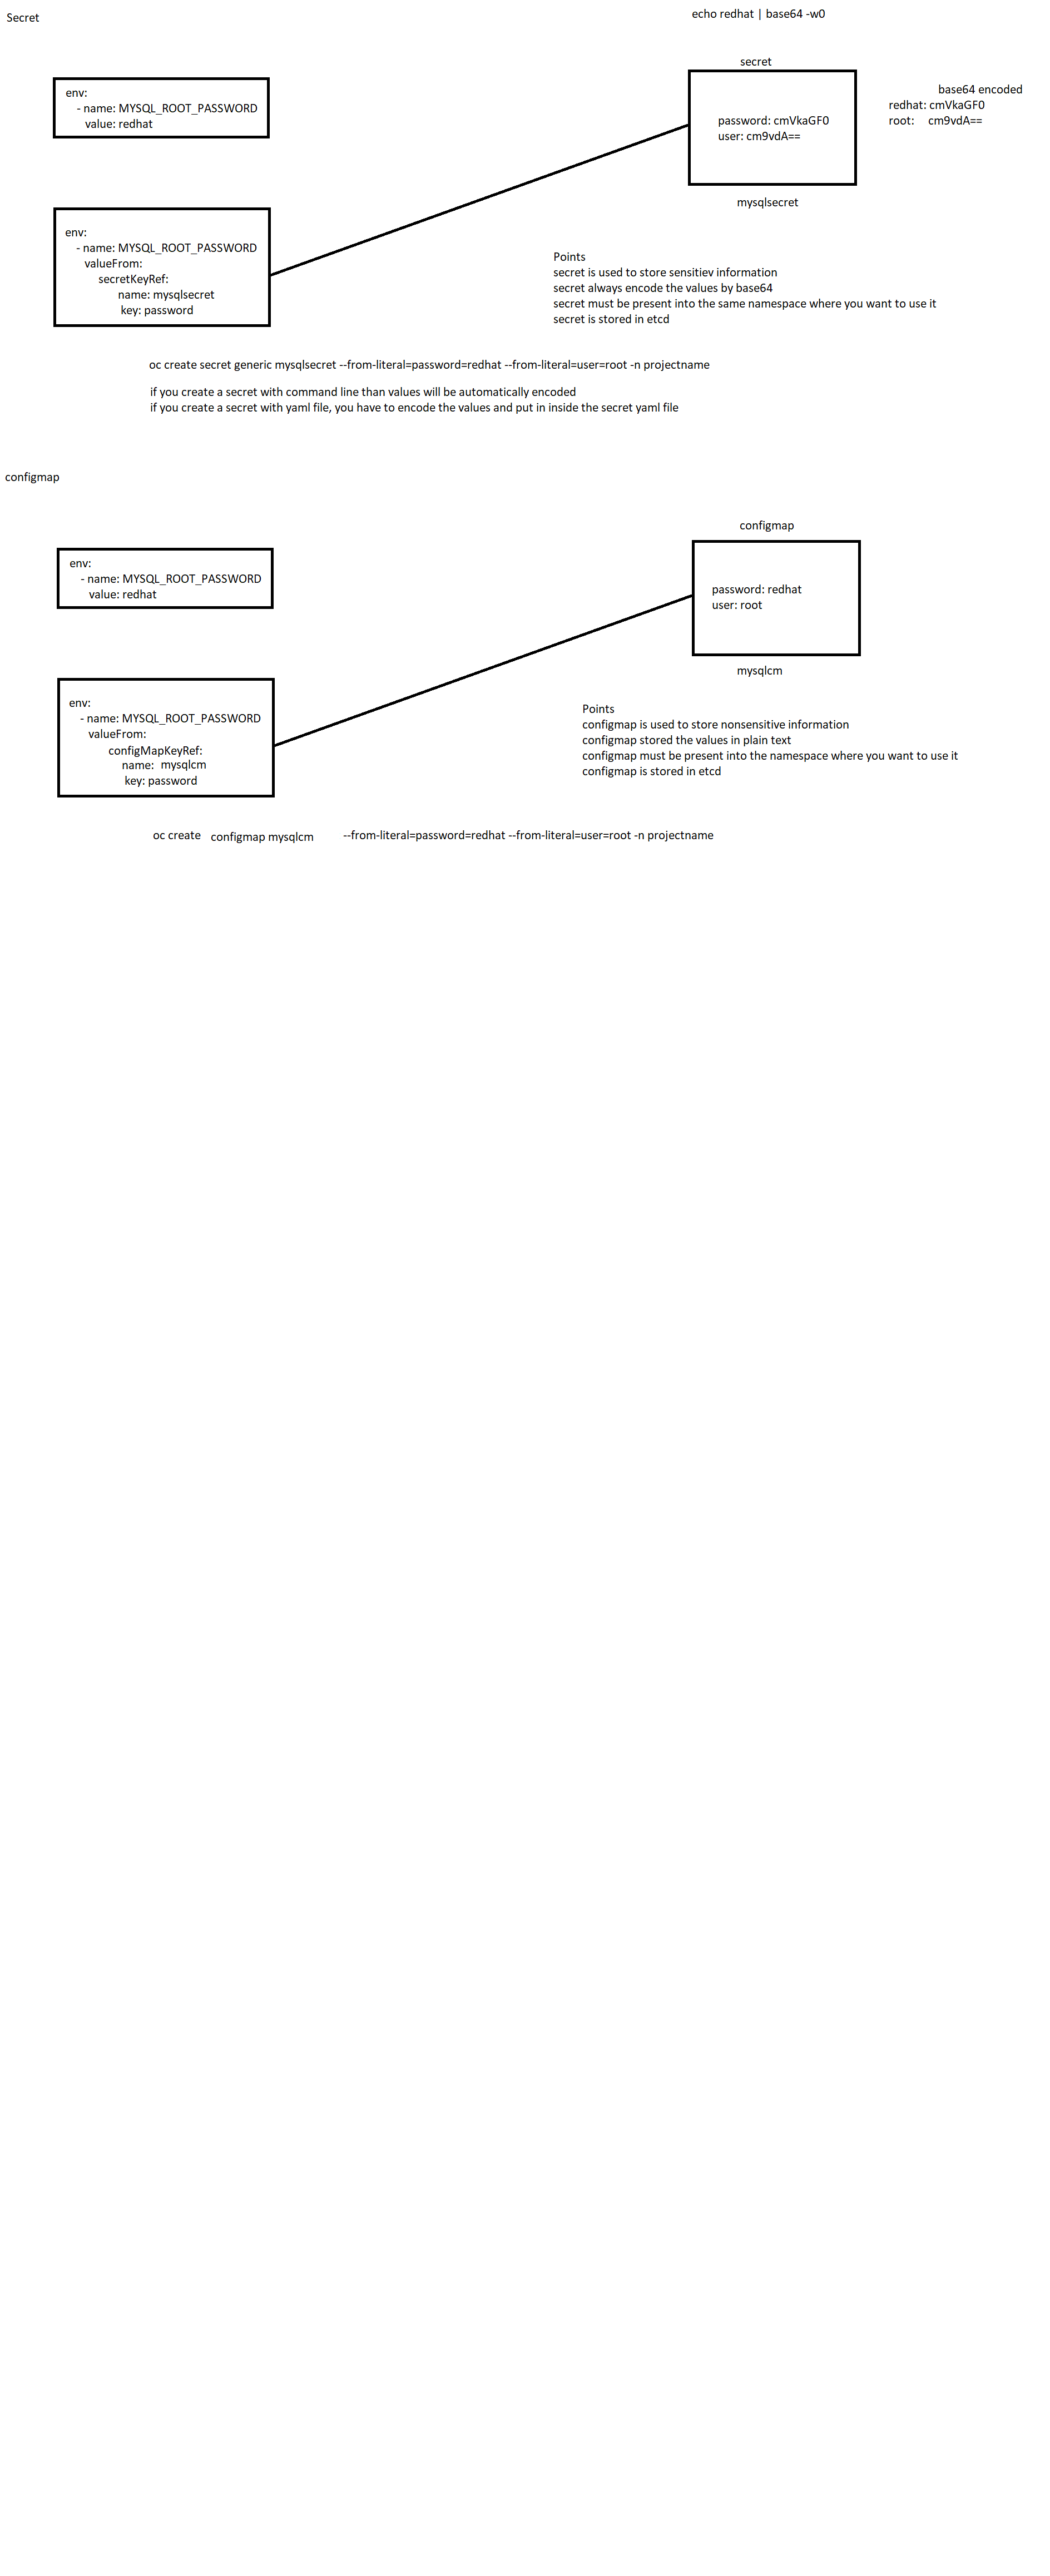 Secret
echo redhat | base64 -w0
secret
env:
- name: MYSQL_ROOT_PASSWORD
value: redhat
password: cmVkaGF0
user: cm9vdA==
base64 encoded
redhat: cmVkaGF0
root: cm9vdA==
mysqlsecret
env:
- name: MYSQL_ROOT_PASSWORD
valueFrom:
secretKeyRef:
name: mysqlsecret
key: password
Points
secret is used to store sensitiev information
secret always encode the values by base64
secret must be present into the same namespace where you want to use it
secret is stored in etcd
oc create secret generic mysqlsecret --from-literal=password=redhat --from-literal=user=root -n projectname
if you create a secret with command line than values will be automatically encoded
if you create a secret with yaml file, you have to encode the values and put in inside the secret yaml file
configmap
configmap
env:
- name: MYSQL_ROOT_PASSWORD
value: redhat
password: redhat
user: root
mysqlcm
env:
- name: MYSQL_ROOT_PASSWORD
valueFrom:
configMapKeyRef:
name: mysqlcm
key: password
Points
configmap is used to store nonsensitive information
configmap stored the values in plain text
configmap must be present into the namespace where you want to use it
configmap is stored in etcd
oc create configmap mysqlcm --from-literal=password=redhat --from-literal=user=root -n projectname